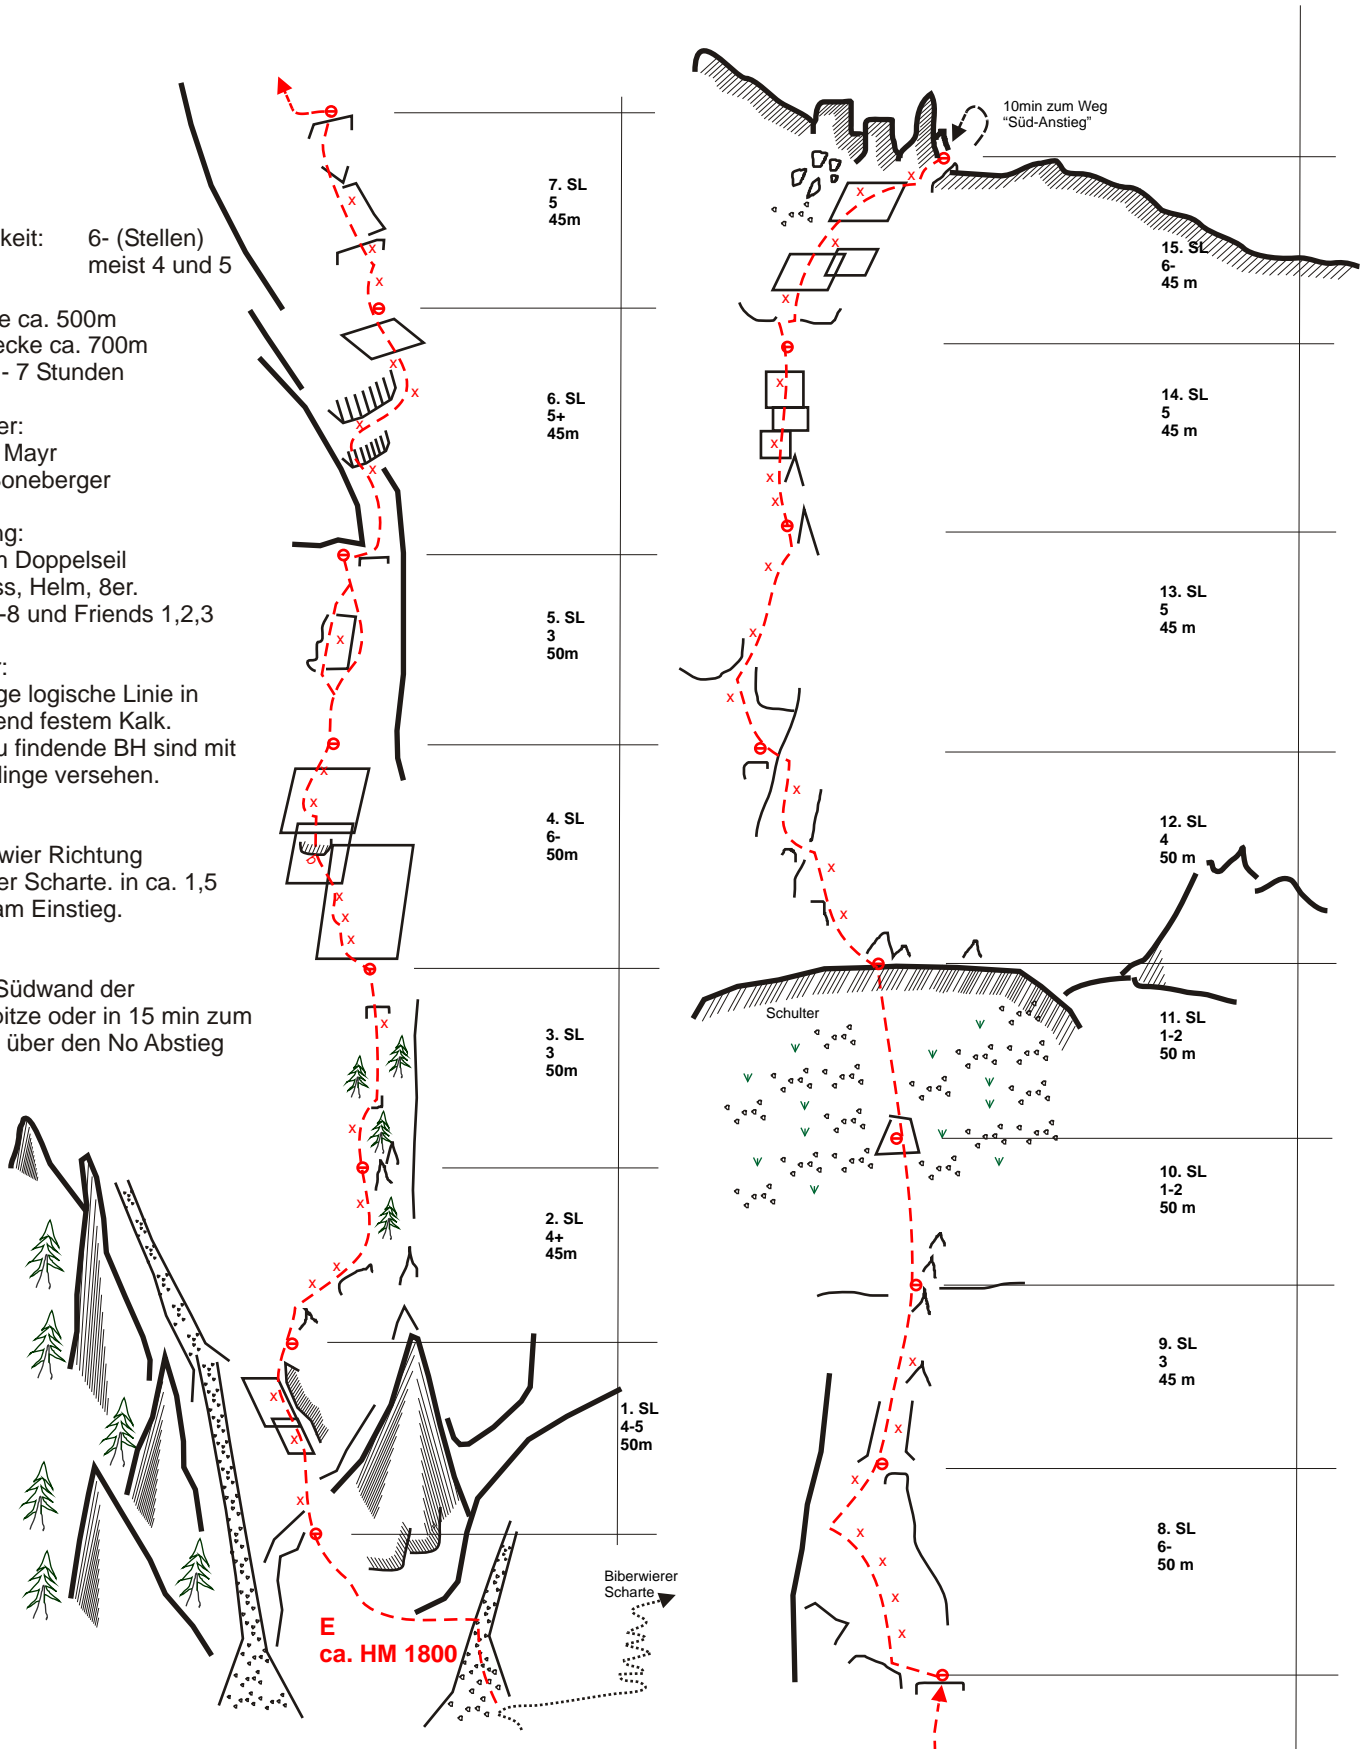 keit: 6- (Stellen)
meist 4 und 5
e ca. 500m
ecke ca. 700m
- 7 Stunden
er:
Mayr
oneberger
ng:
n Doppelseil
ss, Helm, 8er.
-8 und Friends 1,2,3
r:
ge logische Linie in
end festem Kalk.
u findende BH sind mit
linge versehen.
wier Richtung
er Scharte. in ca. 1,5
am Einstieg.
Südwand der
pitze oder in 15 min zum
über den No Abstieg
7. SL
5
45m
6. SL
5+
45m
5. SL
3
50m
4. SL
6-
50m
3. SL
3
50m
2. SL
4+
45m
1. SL
4-5
50m
Biberwierer
Scharte
E
ca. HM 1800
10min zum Weg
"Süd-Anstieg"
15. SL
6-
45 m
14. SL
5
45 m
13. SL
5
45 m
12. SL
4
50 m
Schulter
11. SL
1-2
50 m
10. SL
1-2
50 m
9. SL
3
45 m
8. SL
6-
50 m